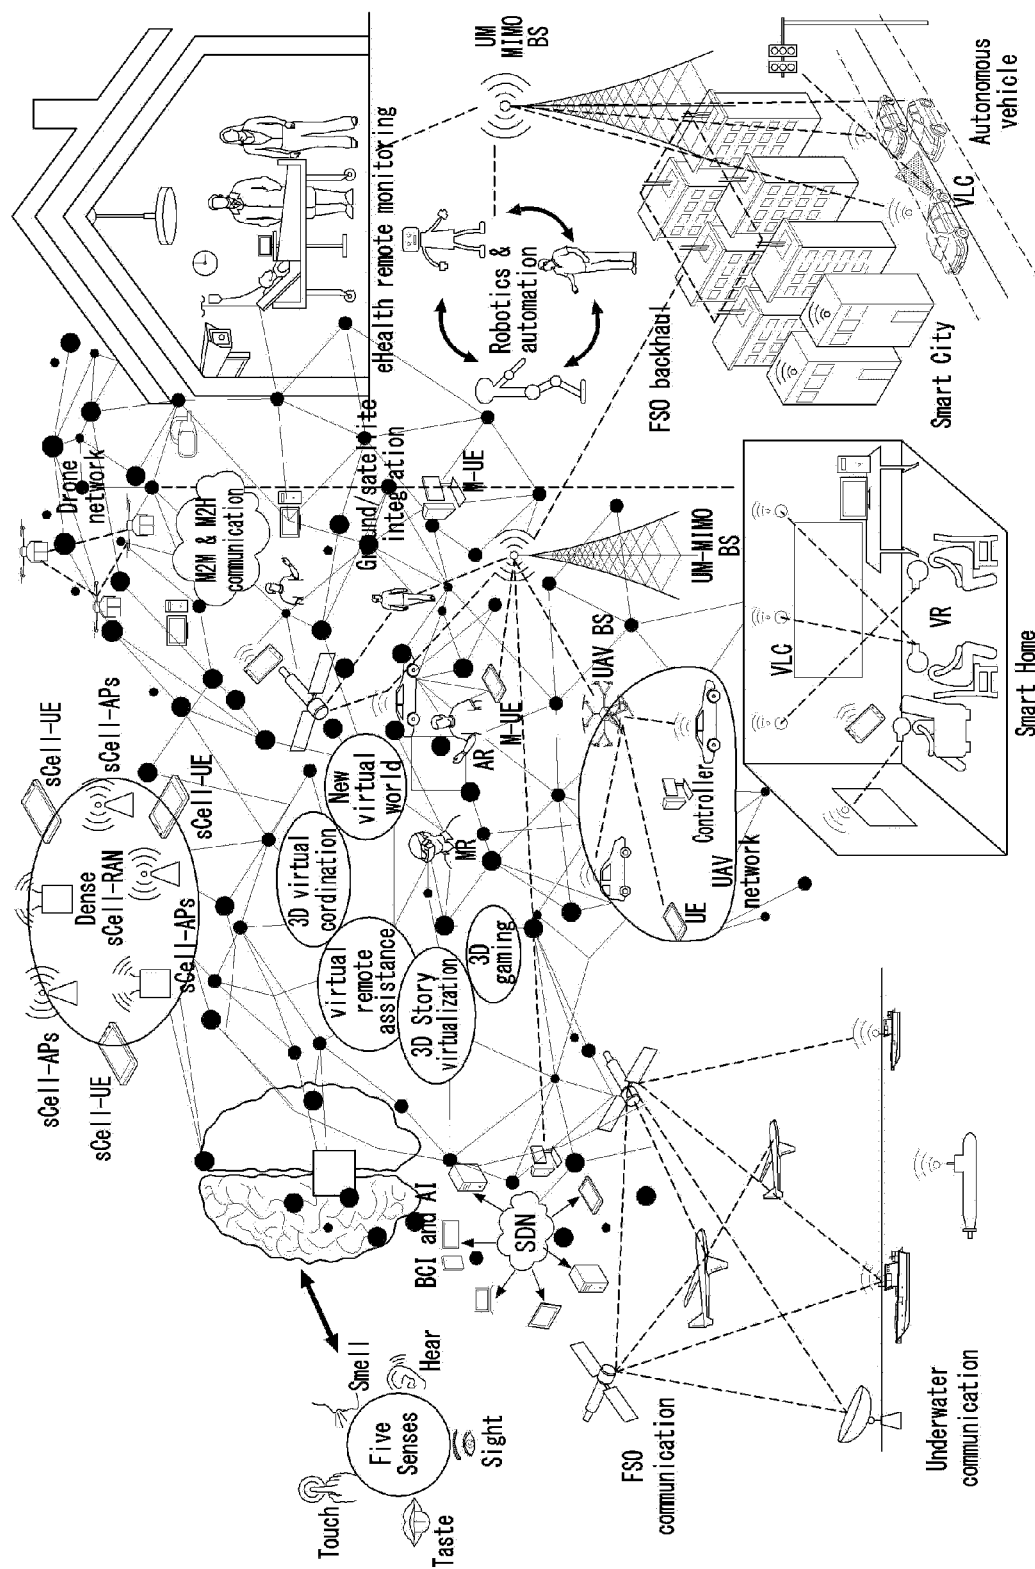 Touch
Smell
Five
Senses
Hear
Taste
Sight
sCell-APs
sCell-UE
sCell-UE
sCell-APs
Dense
sCell-RAN
sCell-APs
sCell-UE
BCI and AI
SDN
3D virtual
cordination
New
virtual
world
virtual
remote
assistance
3D Story
virtualization
3D
gaming
MR
AR
M-UE
Drone
network
M2M & M2H
communication
Ground/satellite
integration
M-UE
eHealth remote monitoring
Robotics &
automation
UM
MIMO
BS
FSO
communication
Underwater
communication
UAV BS
Controller
UE
UAV
network
UM-MIMO
BS
VLC
VR
Smart Home
FSO backhaul
Smart City
VLC
Autonomous
vehicle